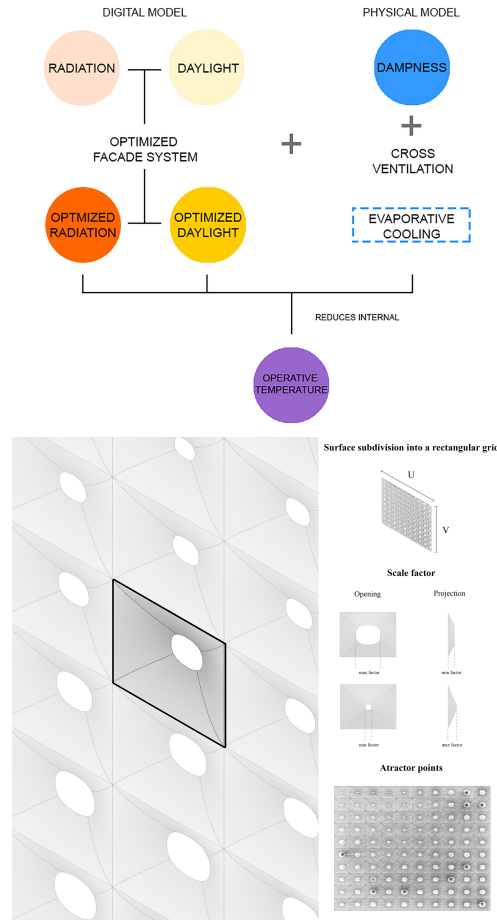 DIGITAL MODEL
PHYSICAL MODEL
RADIATION
DAYLIGHT
DAMPNESS
+
+
OPTIMIZED
FACADE SYSTEM
CROSS
VENTILATION
OPTIMIZED
RADIATION
OPTIMIZED
DAYLIGHT
EVAPORATIVE
COOLING
REDUCES INTERNAL
OPERATIVE
TEMPERATURE
Surface subdivision into a rectangular grid
U
V
Scale factor
Opening
Projection
max factor
min factor
min factor
max factor
Atractor points